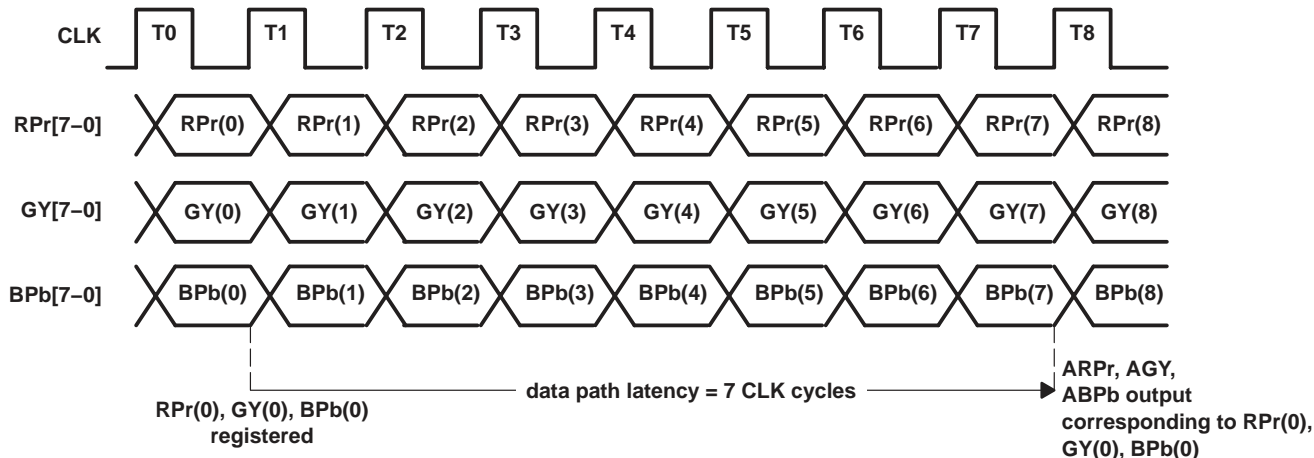 CLK T0 T1 T2 T3 T4 T5 T6 T7 T8
RPr[7–0] RPr(0) RPr(1) RPr(2) RPr(3) RPr(4) RPr(5) RPr(6) RPr(7) RPr(8)
GY[7–0] GY(0) GY(1) GY(2) GY(3) GY(4) GY(5) GY(6) GY(7) GY(8)
BPb[7–0] BPb(0) BPb(1) BPb(2) BPb(3) BPb(4) BPb(5) BPb(6) BPb(7) BPb(8)
RPr(0), GY(0), BPb(0)
registered
data path latency = 7 CLK cycles
ARPr, AGY,
ABPb output
corresponding to RPr(0),
GY(0), BPb(0)